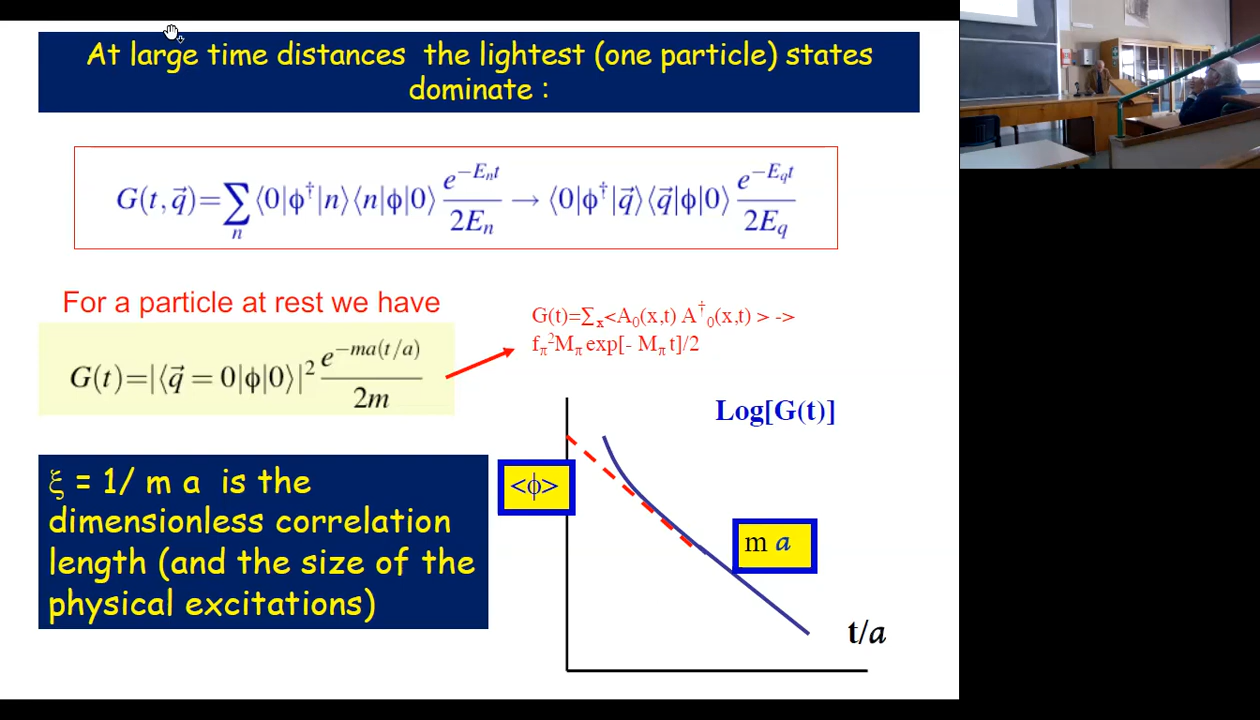 At large time distances the lightest (one particle) states
dominate :
G(t, q⃗)=∑ₙ⟨0|ϕ†|n⟩⟨n|ϕ|0⟩ e^{−Eₙt}/2Eₙ → ⟨0|ϕ†|q⃗⟩⟨q⃗|ϕ|0⟩ e^{−E_q t}/2E_q
For a particle at rest we have
G(t)=|⟨q⃗ = 0|ϕ|0⟩|² e^{−ma(t/a)}/2m
G(t)=∑ₓ<A₀(x,t) A†₀(x,t) > ->
f_π²M_π exp[- M_π t]/2
Log[G(t)]
<ϕ>
m a
t/a
ξ = 1/ m a is the
dimensionless correlation
length (and the size of the
physical excitations)